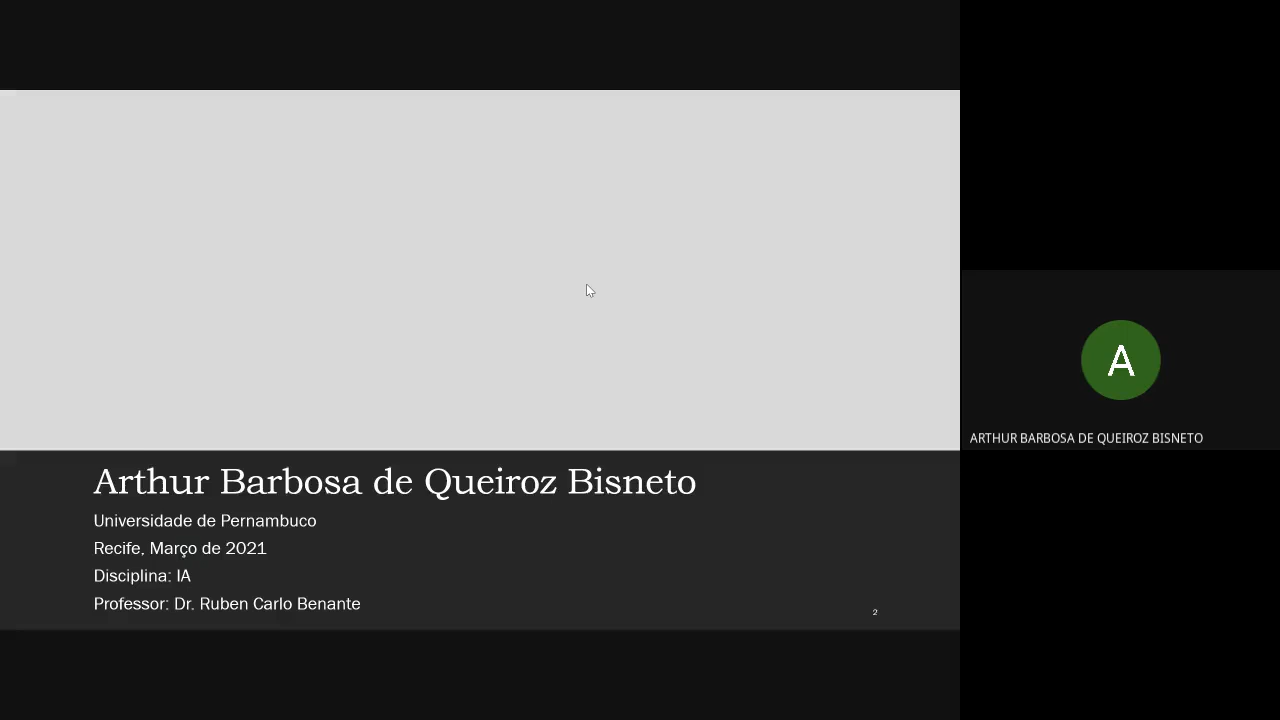 Arthur Barbosa de Queiroz Bisneto
Universidade de Pernambuco
Recife, Março de 2021
Disciplina: IA
Professor: Dr. Ruben Carlo Benante
2
A
ARTHUR BARBOSA DE QUEIROZ BISNETO